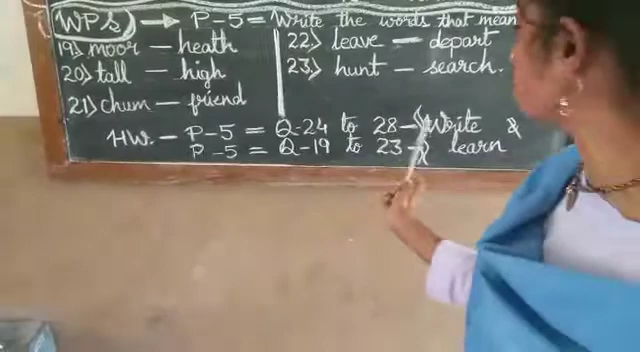 WPS → P-5 = Write the words that mean
19) moor — heath
20) tall — high
21) chum — friend
22) leave — depart
23) hunt — search.
HW. — P-5 = Q-24 to 28 → Write &
P-5 = Q-19 to 23 → learn